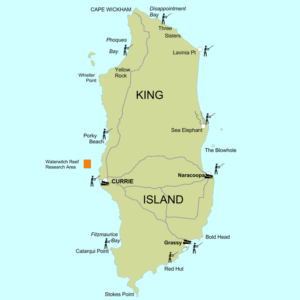 CAPE WICKHAM
Disappointment
Bay
Three
Sisters
Phoques
Bay
Lavinia Pt
Yellow
Rock
Whistler
Point
KING
Sea Elephant
Porky
Beach
The Blowhole
Waterwitch Reef
Research Area
CURRIE
Naracoopa
ISLAND
Fitzmaurice
Bay
Catarqui Point
Grassy
Bold Head
Red Hut
Stokes Point